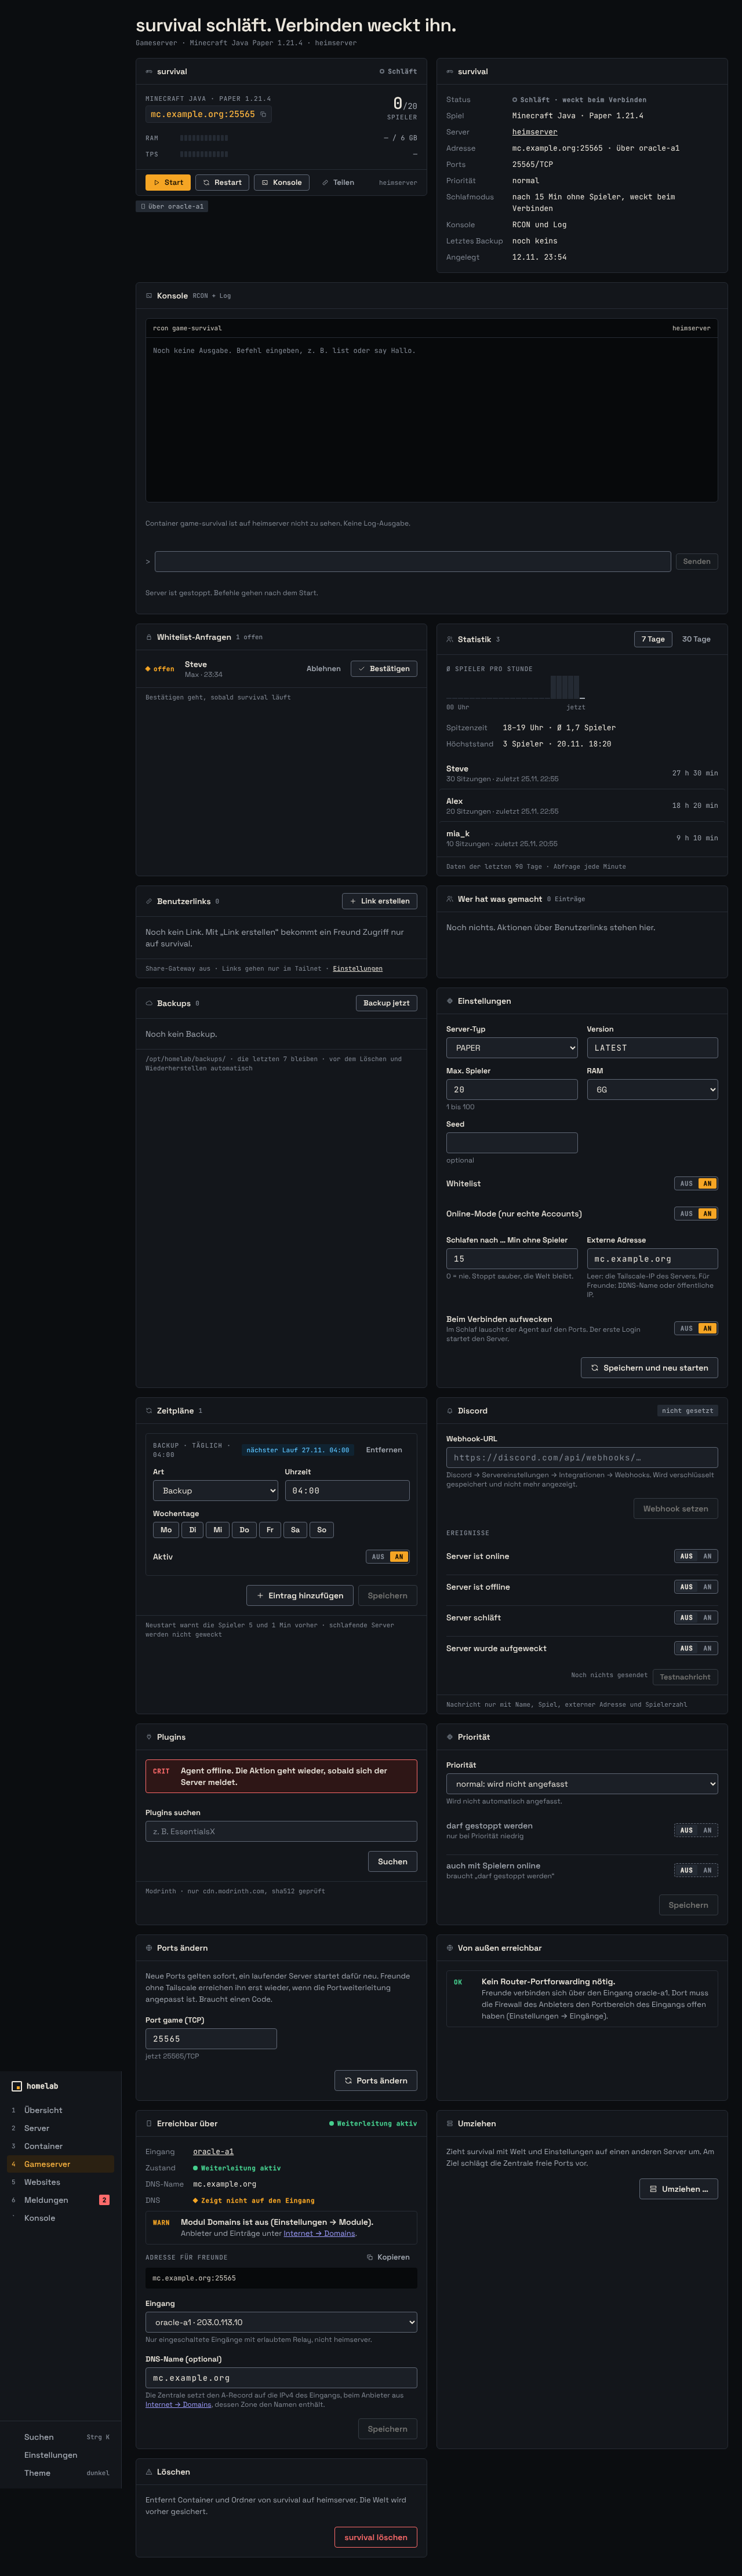 survival schläft. Verbinden weckt ihn.
Gameserver · Minecraft Java Paper 1.21.4 · heimserver
survival
Schläft
MINECRAFT JAVA · PAPER 1.21.4
mc.example.org:25565
0/20
SPIELER
RAM
— / 6 GB
TPS
—
Start
Restart
Konsole
Teilen
heimserver
über oracle-a1
survival
Status
Schläft · weckt beim Verbinden
Spiel
Minecraft Java · Paper 1.21.4
Server
heimserver
Adresse
mc.example.org:25565 · über oracle-a1
Ports
25565/TCP
Priorität
normal
Schlafmodus
nach 15 Min ohne Spieler, weckt beim
Verbinden
Konsole
RCON und Log
Letztes Backup
noch keins
Angelegt
12.11. 23:54
Konsole
RCON + Log
rcon game-survival
heimserver
Noch keine Ausgabe. Befehl eingeben, z. B. list oder say Hallo.
Container game-survival ist auf heimserver nicht zu sehen. Keine Log-Ausgabe.
>
Senden
Server ist gestoppt. Befehle gehen nach dem Start.
Whitelist-Anfragen
1 offen
offen
Steve
Max · 23:34
Ablehnen
Bestätigen
Bestätigen geht, sobald survival läuft
Statistik
3
7 Tage
30 Tage
Ø SPIELER PRO STUNDE
00 Uhr
jetzt
Spitzenzeit
18–19 Uhr · Ø 1,7 Spieler
Höchststand
3 Spieler · 20.11. 18:20
Steve
30 Sitzungen · zuletzt 25.11. 22:55
27 h 30 min
Alex
20 Sitzungen · zuletzt 25.11. 22:55
18 h 20 min
mia_k
10 Sitzungen · zuletzt 25.11. 20:55
9 h 10 min
Daten der letzten 90 Tage · Abfrage jede Minute
Benutzerlinks
0
Link erstellen
Noch kein Link. Mit „Link erstellen“ bekommt ein Freund Zugriff nur
auf survival.
Share-Gateway aus · Links gehen nur im Tailnet · Einstellungen
Wer hat was gemacht
0 Einträge
Noch nichts. Aktionen über Benutzerlinks stehen hier.
Backups
0
Backup jetzt
Noch kein Backup.
/opt/homelab/backups/ · die letzten 7 bleiben · vor dem Löschen und
Wiederherstellen automatisch
Einstellungen
Server-Typ
Version
PAPER
LATEST
Max. Spieler
RAM
20
6G
1 bis 100
Seed
optional
Whitelist
AUS AN
Online-Mode (nur echte Accounts)
AUS AN
Schlafen nach … Min ohne Spieler
Externe Adresse
15
mc.example.org
0 = nie. Stoppt sauber, die Welt bleibt.
Leer: die Tailscale-IP des Servers. Für
Freunde: DDNS-Name oder öffentliche
IP.
Beim Verbinden aufwecken
Im Schlaf lauscht der Agent auf den Ports. Der erste Login
startet den Server.
AUS AN
Speichern und neu starten
Zeitpläne
1
BACKUP · TÄGLICH ·
04:00
nächster Lauf 27.11. 04:00
Entfernen
Art
Uhrzeit
Backup
04:00
Wochentage
Mo Di Mi Do Fr Sa So
Aktiv
AUS AN
Eintrag hinzufügen
Speichern
Neustart warnt die Spieler 5 und 1 Min vorher · schlafende Server
werden nicht geweckt
Discord
nicht gesetzt
Webhook-URL
https://discord.com/api/webhooks/…
Discord → Servereinstellungen → Integrationen → Webhooks. Wird verschlüsselt
gespeichert und nicht mehr angezeigt.
Webhook setzen
EREIGNISSE
Server ist online
AUS AN
Server ist offline
AUS AN
Server schläft
AUS AN
Server wurde aufgeweckt
AUS AN
Noch nichts gesendet
Testnachricht
Nachricht nur mit Name, Spiel, externer Adresse und Spielerzahl
Plugins
CRIT
Agent offline. Die Aktion geht wieder, sobald sich der
Server meldet.
Plugins suchen
z. B. EssentialsX
Suchen
Modrinth · nur cdn.modrinth.com, sha512 geprüft
Priorität
Priorität
normal: wird nicht angefasst
Wird nicht automatisch angefasst.
darf gestoppt werden
nur bei Priorität niedrig
AUS AN
auch mit Spielern online
braucht „darf gestoppt werden“
AUS AN
Speichern
Ports ändern
Neue Ports gelten sofort, ein laufender Server startet dafür neu. Freunde
ohne Tailscale erreichen ihn erst wieder, wenn die Portweiterleitung
angepasst ist. Braucht einen Code.
Port game (TCP)
25565
jetzt 25565/TCP
Ports ändern
Von außen erreichbar
OK
Kein Router-Portforwarding nötig.
Freunde verbinden sich über den Eingang oracle-a1. Dort muss
die Firewall des Anbieters den Portbereich des Eingangs offen
haben (Einstellungen → Eingänge).
homelab
1 Übersicht
2 Server
3 Container
4 Gameserver
5 Websites
6 Meldungen 2
Konsole
Suchen Strg K
Einstellungen
Theme dunkel
Erreichbar über
Weiterleitung aktiv
Eingang
oracle-a1
Zustand
Weiterleitung aktiv
DNS-Name
mc.example.org
DNS
Zeigt nicht auf den Eingang
WARN
Modul Domains ist aus (Einstellungen → Module).
Anbieter und Einträge unter Internet → Domains.
ADRESSE FÜR FREUNDE
Kopieren
mc.example.org:25565
Eingang
oracle-a1 · 203.0.113.10
Nur eingeschaltete Eingänge mit erlaubtem Relay, nicht heimserver.
DNS-Name (optional)
mc.example.org
Die Zentrale setzt den A-Record auf die IPv4 des Eingangs, beim Anbieter aus
Internet → Domains, dessen Zone den Namen enthält.
Speichern
Umziehen
Zieht survival mit Welt und Einstellungen auf einen anderen Server um. Am
Ziel schlägt die Zentrale freie Ports vor.
Umziehen …
Löschen
Entfernt Container und Ordner von survival auf heimserver. Die Welt wird
vorher gesichert.
survival löschen